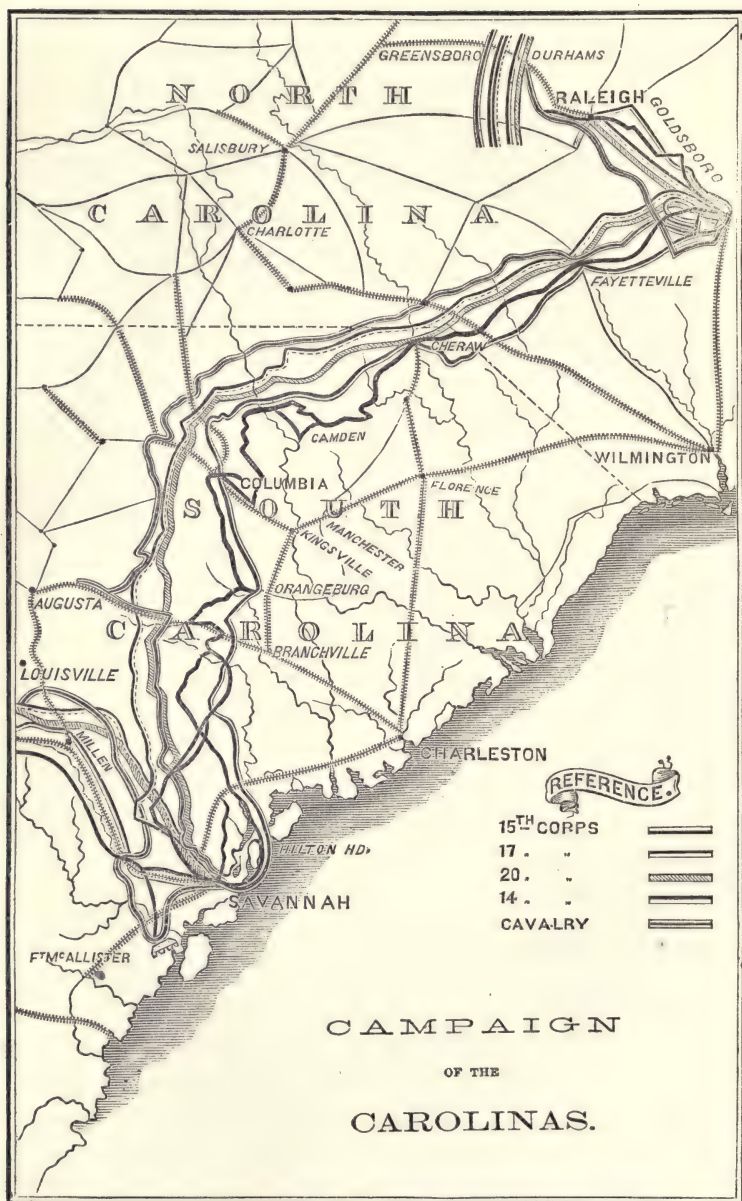 GREENSBORO
DURHAMS
NORTH
RALEIGH
GOLDSBORO
SALISBURY
CAROLINA
CHARLOTTE
FAYETTEVILLE
CHERAW
CAMDEN
WILMINGTON
COLUMBIA
FLORENCE
SOUTH
MANCHESTER
KINGSVILLE
ORANGEBURG
AUGUSTA
CAROLINA
BRANCHVILLE
LOUISVILLE
MILLEN
CHARLESTON
REFERENCE.
15TH CORPS
17 „ „
20 „ „
14 „ „
CAVALRY
HILTON HD.
SAVANNAH
FT McALLISTER
CAMPAIGN
OF THE
CAROLINAS.